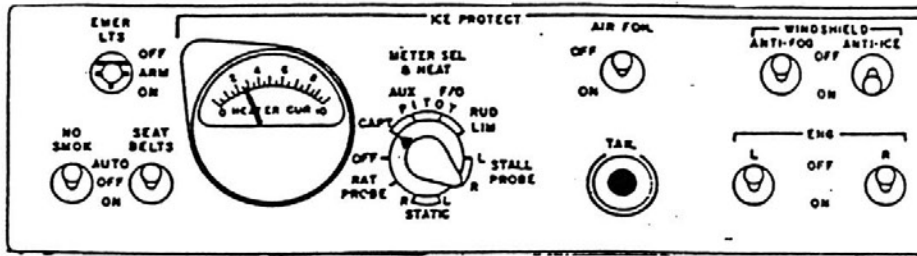 ICE PROTECT
EMER
LTS
OFF
ARM
ON
NO
SMOK
SEAT
BELTS
AUTO
OFF
ON
0 2 4 6 8 10
HEATER CUR
METER SEL
& HEAT
AUX
PITOT
F/O
CAPT
RUD
LIM
OFF
L
STALL
PROBE
R
RAT
PROBE
R
L
STATIC
AIR FOIL
OFF
ON
TAIL
WINDSHIELD
ANTI-FOG
OFF
ANTI-ICE
ON
ENG
L
OFF
R
ON